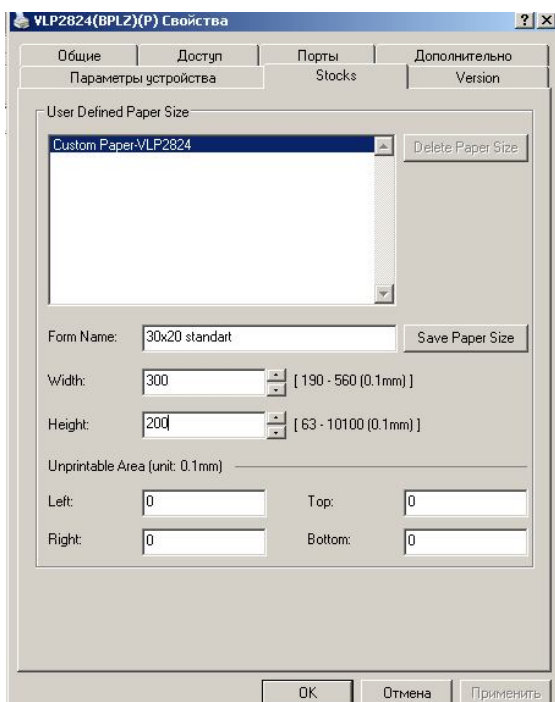 VLP2824(BPLZ)(P) Свойства
Общие Доступ Порты Дополнительно
Параметры устройства Stocks Version
User Defined Paper Size
Custom Paper-VLP2824 Delete Paper Size
Form Name: 30x20 standart Save Paper Size
Width: 300 [ 190 - 560 (0.1mm) ]
Height: 200 [ 63 - 10100 (0.1mm) ]
Unprintable Area (unit: 0.1mm)
Left: 0 Top: 0
Right: 0 Bottom: 0
OK Отмена Применить